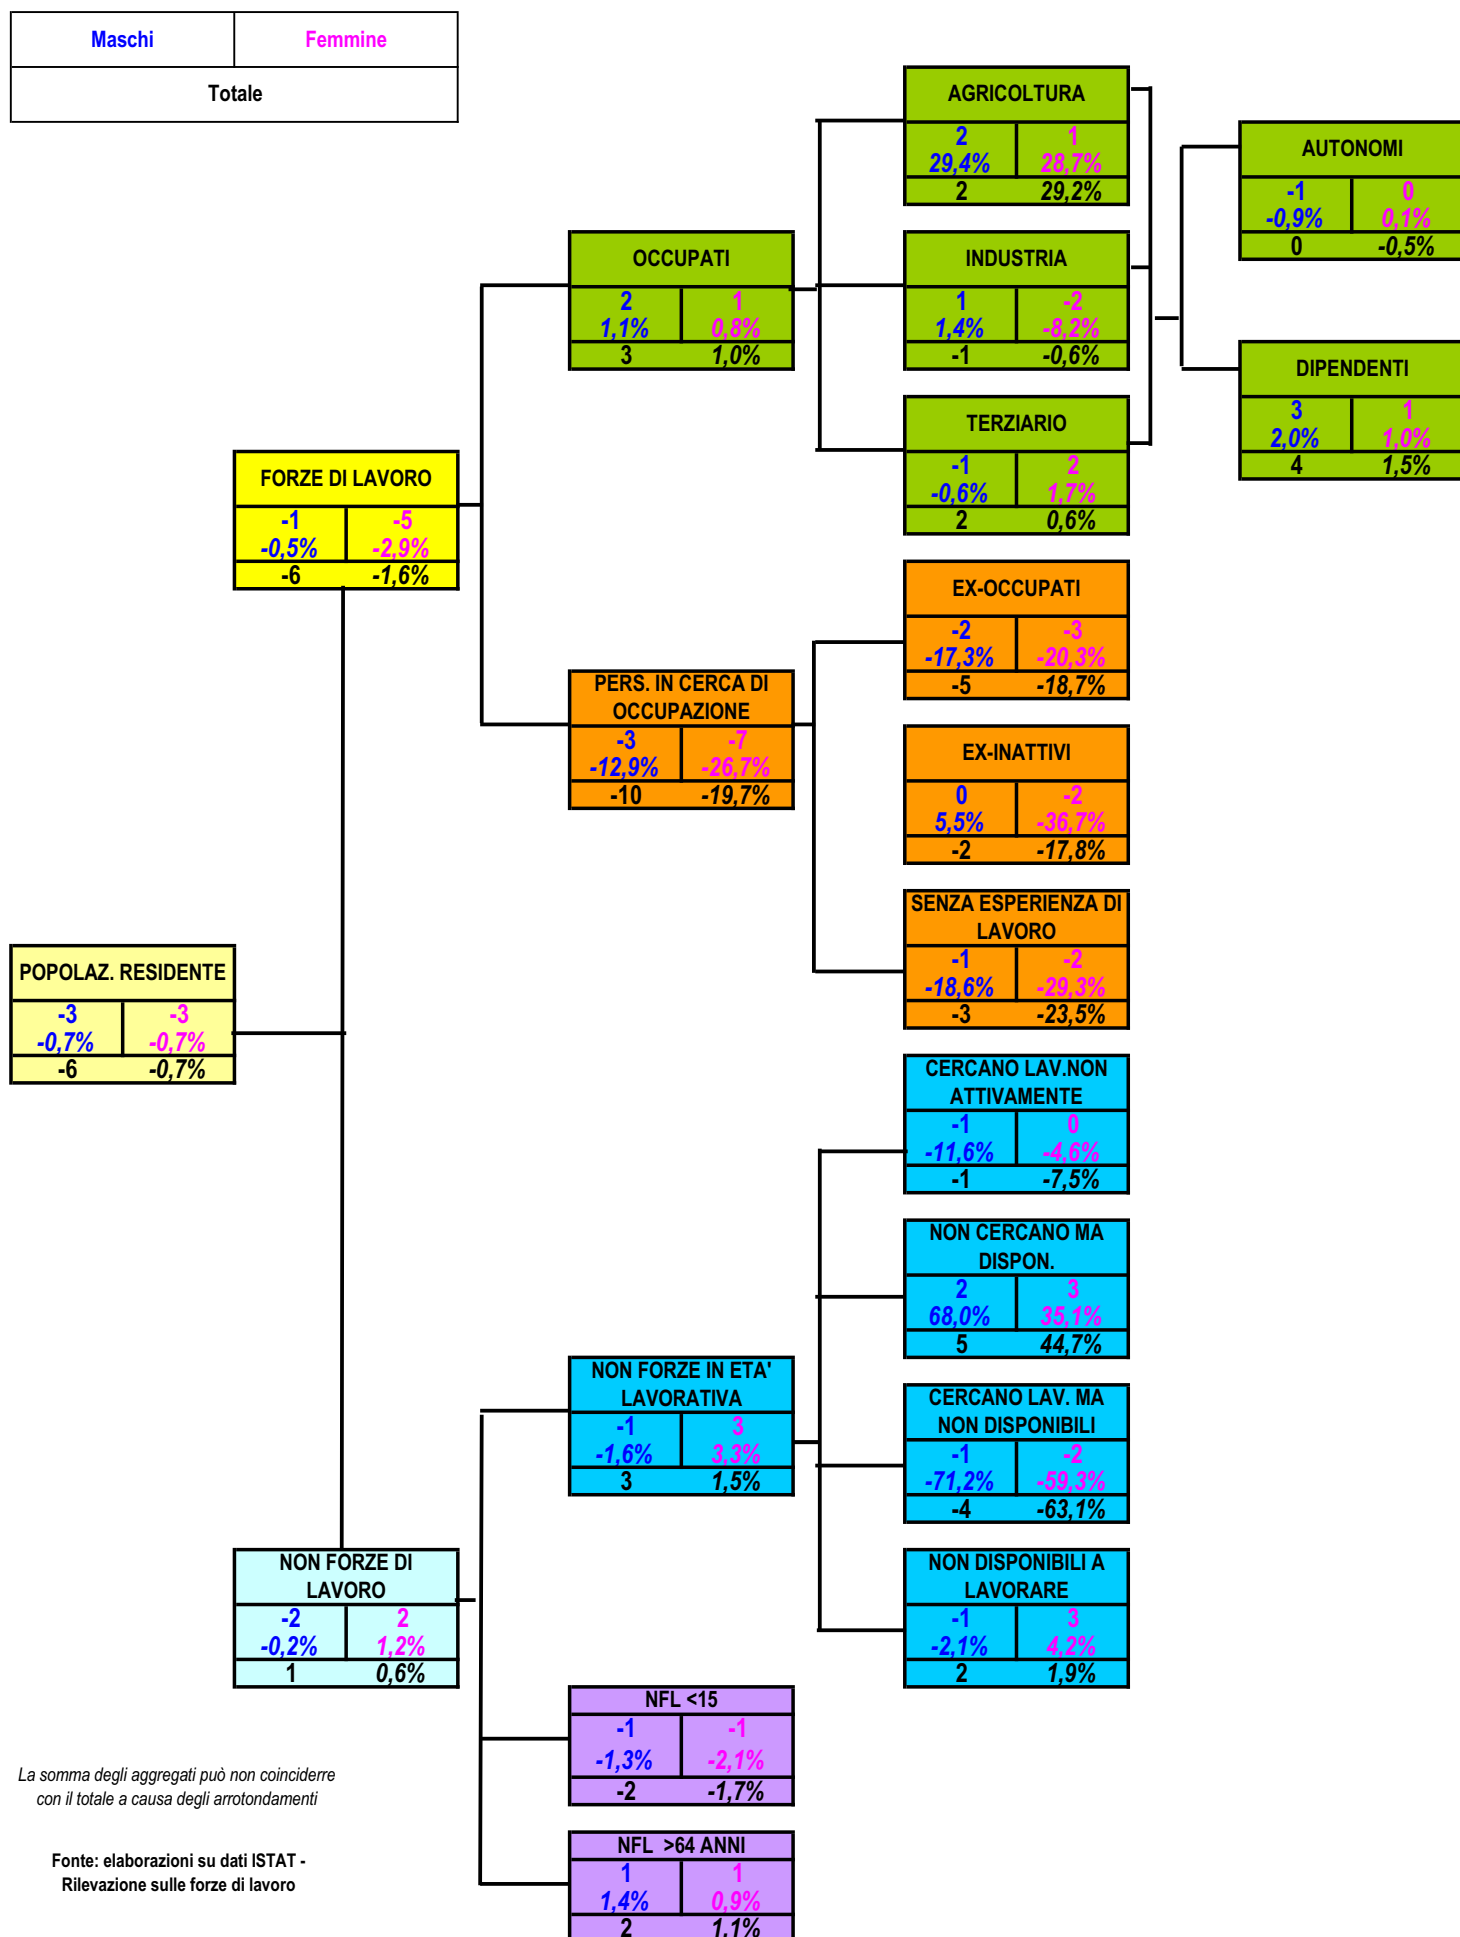 Maschi Femmine
Totale
AGRICOLTURA
2 1
29,4% 28,7%
2 29,2%
AUTONOMI
-1 0
-0,9% 0,1%
0 -0,5%
OCCUPATI
2 1
1,1% 0,8%
3 1,0%
INDUSTRIA
1 -2
1,4% -8,2%
-1 -0,6%
DIPENDENTI
3 1
2,0% 1,0%
4 1,5%
TERZIARIO
-1 2
-0,6% 1,7%
2 0,6%
FORZE DI LAVORO
-1 -5
-0,5% -2,9%
-6 -1,6%
EX-OCCUPATI
-2 -3
-17,3% -20,3%
-5 -18,7%
PERS. IN CERCA DI
OCCUPAZIONE
-3 -7
-12,9% -26,7%
-10 -19,7%
EX-INATTIVI
0 -2
5,5% -36,7%
-2 -17,8%
SENZA ESPERIENZA DI
LAVORO
-1 -2
-18,6% -29,3%
-3 -23,5%
POPOLAZ. RESIDENTE
-3 -3
-0,7% -0,7%
-6 -0,7%
CERCANO LAV.NON
ATTIVAMENTE
-1 0
-11,6% -4,6%
-1 -7,5%
NON CERCANO MA
DISPON.
2 3
68,0% 35,1%
5 44,7%
NON FORZE IN ETA'
LAVORATIVA
-1 3
-1,6% 3,3%
3 1,5%
CERCANO LAV. MA
NON DISPONIBILI
-1 -2
-71,2% -59,3%
-4 -63,1%
NON FORZE DI
LAVORO
-2 2
-0,2% 1,2%
1 0,6%
NON DISPONIBILI A
LAVORARE
-1 3
-2,1% 4,2%
2 1,9%
NFL <15
-1 -1
-1,3% -2,1%
-2 -1,7%
La somma degli aggregati può non coinciderre
con il totale a causa degli arrotondamenti
NFL >64 ANNI
1 1
1,4% 0,9%
2 1,1%
Fonte: elaborazioni su dati ISTAT -
Rilevazione sulle forze di lavoro